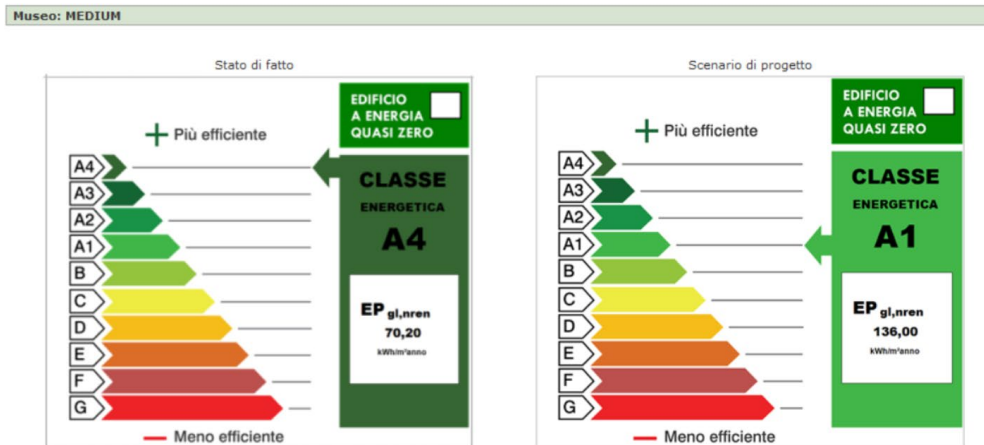 Museo: MEDIUM
Stato di fatto
EDIFICIO
A ENERGIA
QUASI ZERO
Più efficiente
A4
A3
A2
A1
B
C
D
E
F
G
Meno efficiente
CLASSE
ENERGETICA
A4
EP gl,nren
70,20
kWh/m²anno
Scenario di progetto
EDIFICIO
A ENERGIA
QUASI ZERO
Più efficiente
A4
A3
A2
A1
B
C
D
E
F
G
Meno efficiente
CLASSE
ENERGETICA
A1
EP gl,nren
136,00
kWh/m²anno